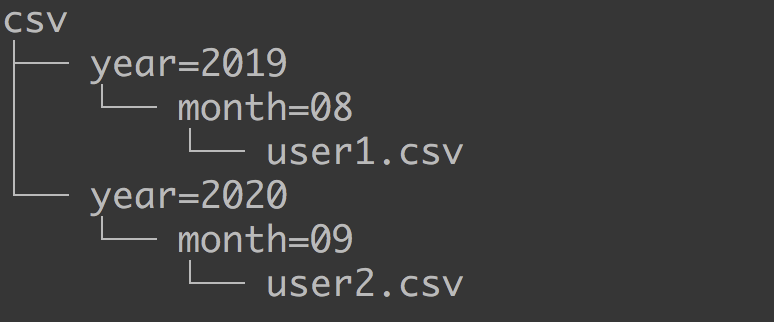 csv
year=2019
month=08
user1.csv
year=2020
month=09
user2.csv